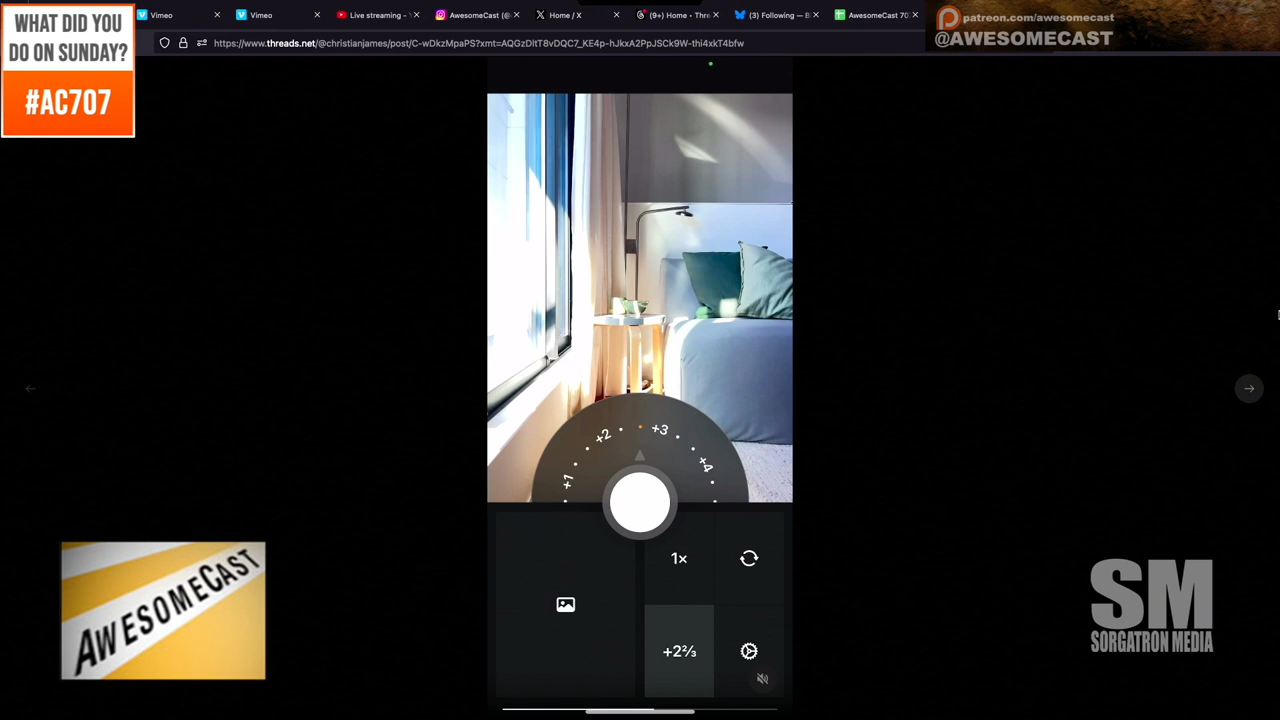 WHAT DID YOU
DO ON SUNDAY?
#AC707
Vimeo
Vimeo
Live streaming -
AwesomeCast (@
Home / X
(9+) Home • Thre
(3) Following — B
AwesomeCast 70
https://www.threads.net/@christianjames/post/C-wDkzMpaPS?xmt=AQGzDltT8vDQC7_KE4p-hJkxA2PpJSCk9W-thi4xkT4bfw
patreon.com/awesomecast
@AWESOMECAST
+1
+2
+3
+4
1×
+2⅔
AWESOMECAST
SM
SORGATRON MEDIA